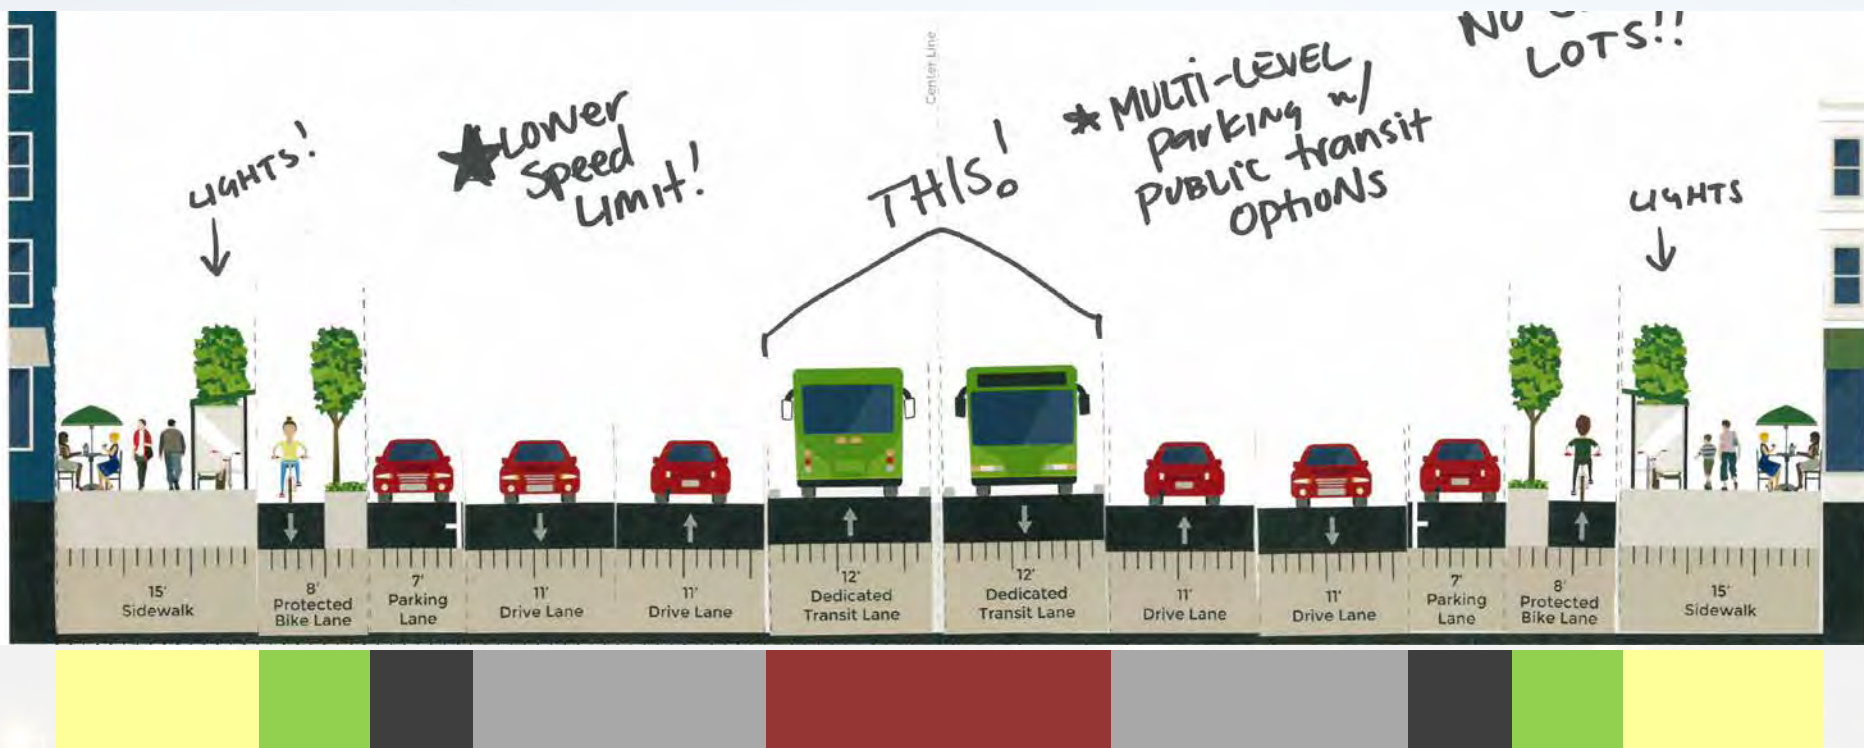 NO
LOTS!!
Center Line
LIGHTS!
★ Lower
Speed
Limit!
THIS!
* MULTI-LEVEL
Parking w/
PUBLIC transit
OPTIONS
LIGHTS
15'
Sidewalk
8'
Protected
Bike Lane
7'
Parking
Lane
11'
Drive Lane
11'
Drive Lane
12'
Dedicated
Transit Lane
12'
Dedicated
Transit Lane
11'
Drive Lane
11'
Drive Lane
7'
Parking
Lane
8'
Protected
Bike Lane
15'
Sidewalk